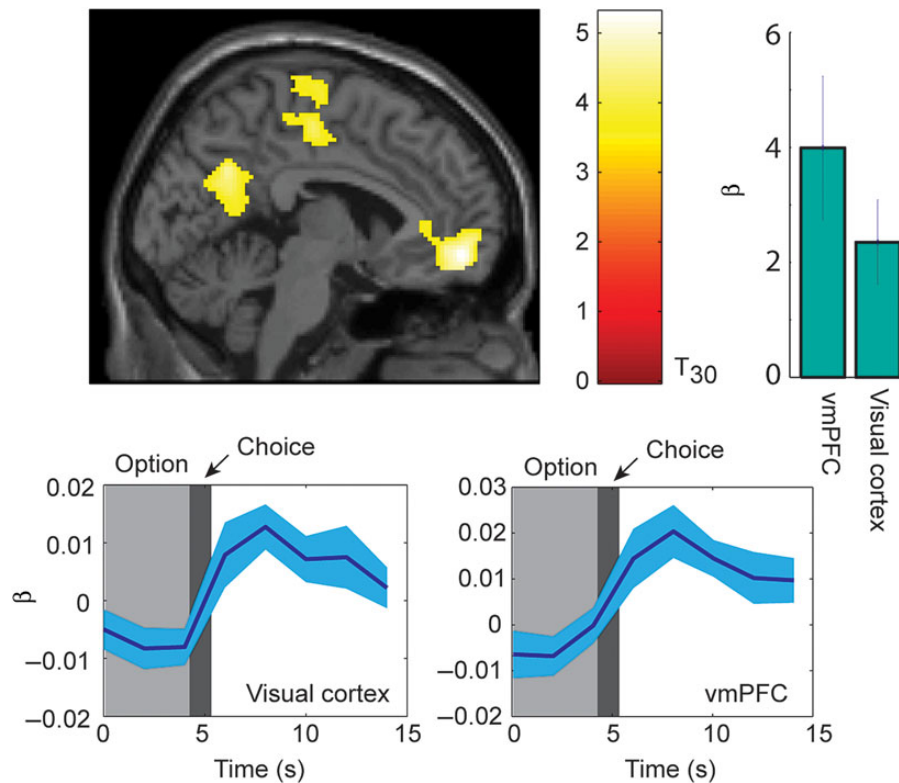 5
4
3
2
1
0
T30
6
4
2
0
β
vmPFC
Visual cortex
Option
Choice
0.02
0.01
0
–0.01
–0.02
β
Visual cortex
0
5
10
15
Time (s)
Option
Choice
0.03
0.02
0.01
0
–0.01
–0.02
vmPFC
0
5
10
15
Time (s)